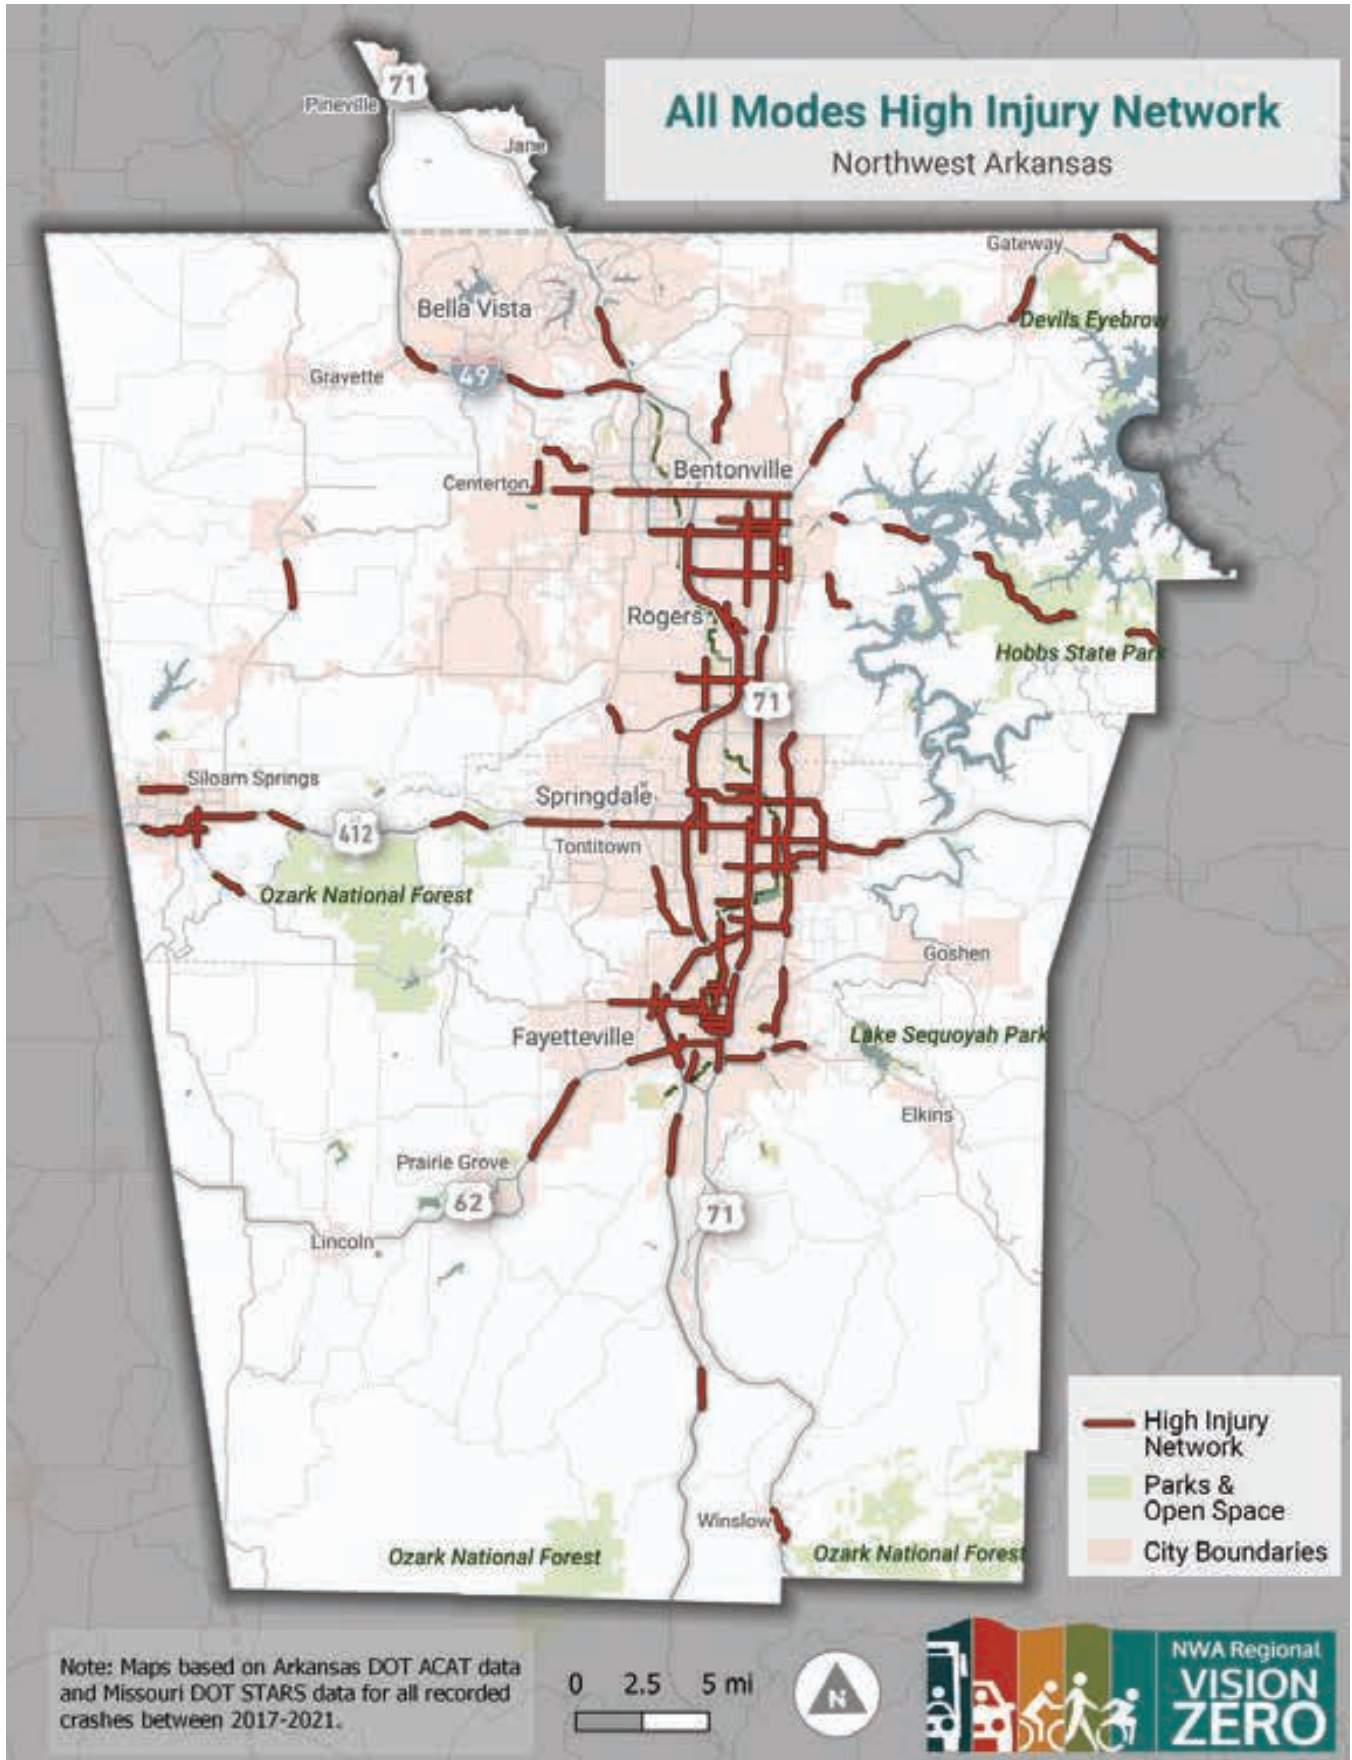 All Modes High Injury Network
Northwest Arkansas
71
Pineville
Jane
Gateway
Bella Vista
Devils Eyebrow
Gravette
49
Bentonville
Centerton
Rogers
Hobbs State Park
71
Siloam Springs
Springdale
412
Tontitown
Ozark National Forest
Goshen
Fayetteville
Lake Sequoyah Park
Elkins
Prairie Grove
62
71
Lincoln
High Injury
Network
Parks &
Open Space
City Boundaries
Winslow
Ozark National Forest
Ozark National Forest
Note: Maps based on Arkansas DOT ACAT data
and Missouri DOT STARS data for all recorded
crashes between 2017-2021.
0 2.5 5 mi
N
NWA Regional
VISION
ZERO